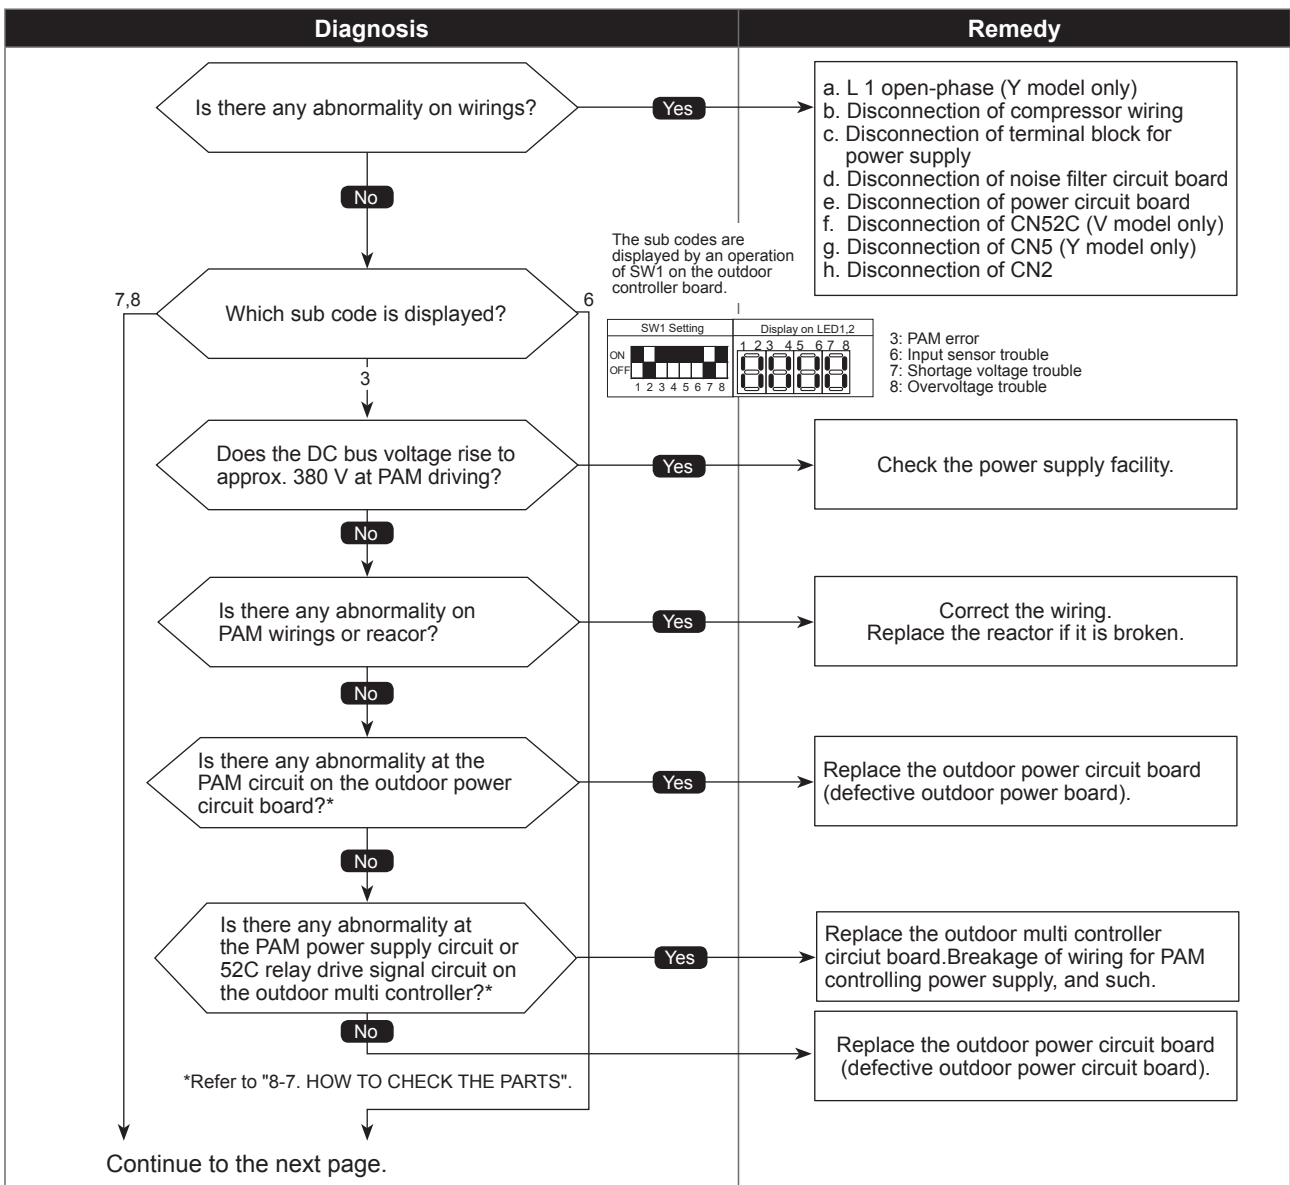 Diagnosis
Remedy
Is there any abnormality on wirings?
Yes
a. L 1 open-phase (Y model only)
b. Disconnection of compressor wiring
c. Disconnection of terminal block for
power supply
d. Disconnection of noise filter circuit board
e. Disconnection of power circuit board
f. Disconnection of CN52C (V model only)
g. Disconnection of CN5 (Y model only)
h. Disconnection of CN2
No
The sub codes are
displayed by an operation
of SW1 on the outdoor
controller board.
7,8
Which sub code is displayed?
6
SW1 Setting
Display on LED1,2
ON
OFF
1 2 3 4 5 6 7 8
1 2 3 4 5 6 7 8
3: PAM error
6: Input sensor trouble
7: Shortage voltage trouble
8: Overvoltage trouble
3
Does the DC bus voltage rise to
approx. 380 V at PAM driving?
Yes
Check the power supply facility.
No
Is there any abnormality on
PAM wirings or reacor?
Yes
Correct the wiring.
Replace the reactor if it is broken.
No
Is there any abnormality at the
PAM circuit on the outdoor power
circuit board?*
Yes
Replace the outdoor power circuit board
(defective outdoor power board).
No
Is there any abnormality at
the PAM power supply circuit or
52C relay drive signal circuit on
the outdoor multi controller?*
Yes
Replace the outdoor multi controller
circiut board.Breakage of wiring for PAM
controlling power supply, and such.
No
Replace the outdoor power circuit board
(defective outdoor power circuit board).
*Refer to "8-7. HOW TO CHECK THE PARTS".
Continue to the next page.